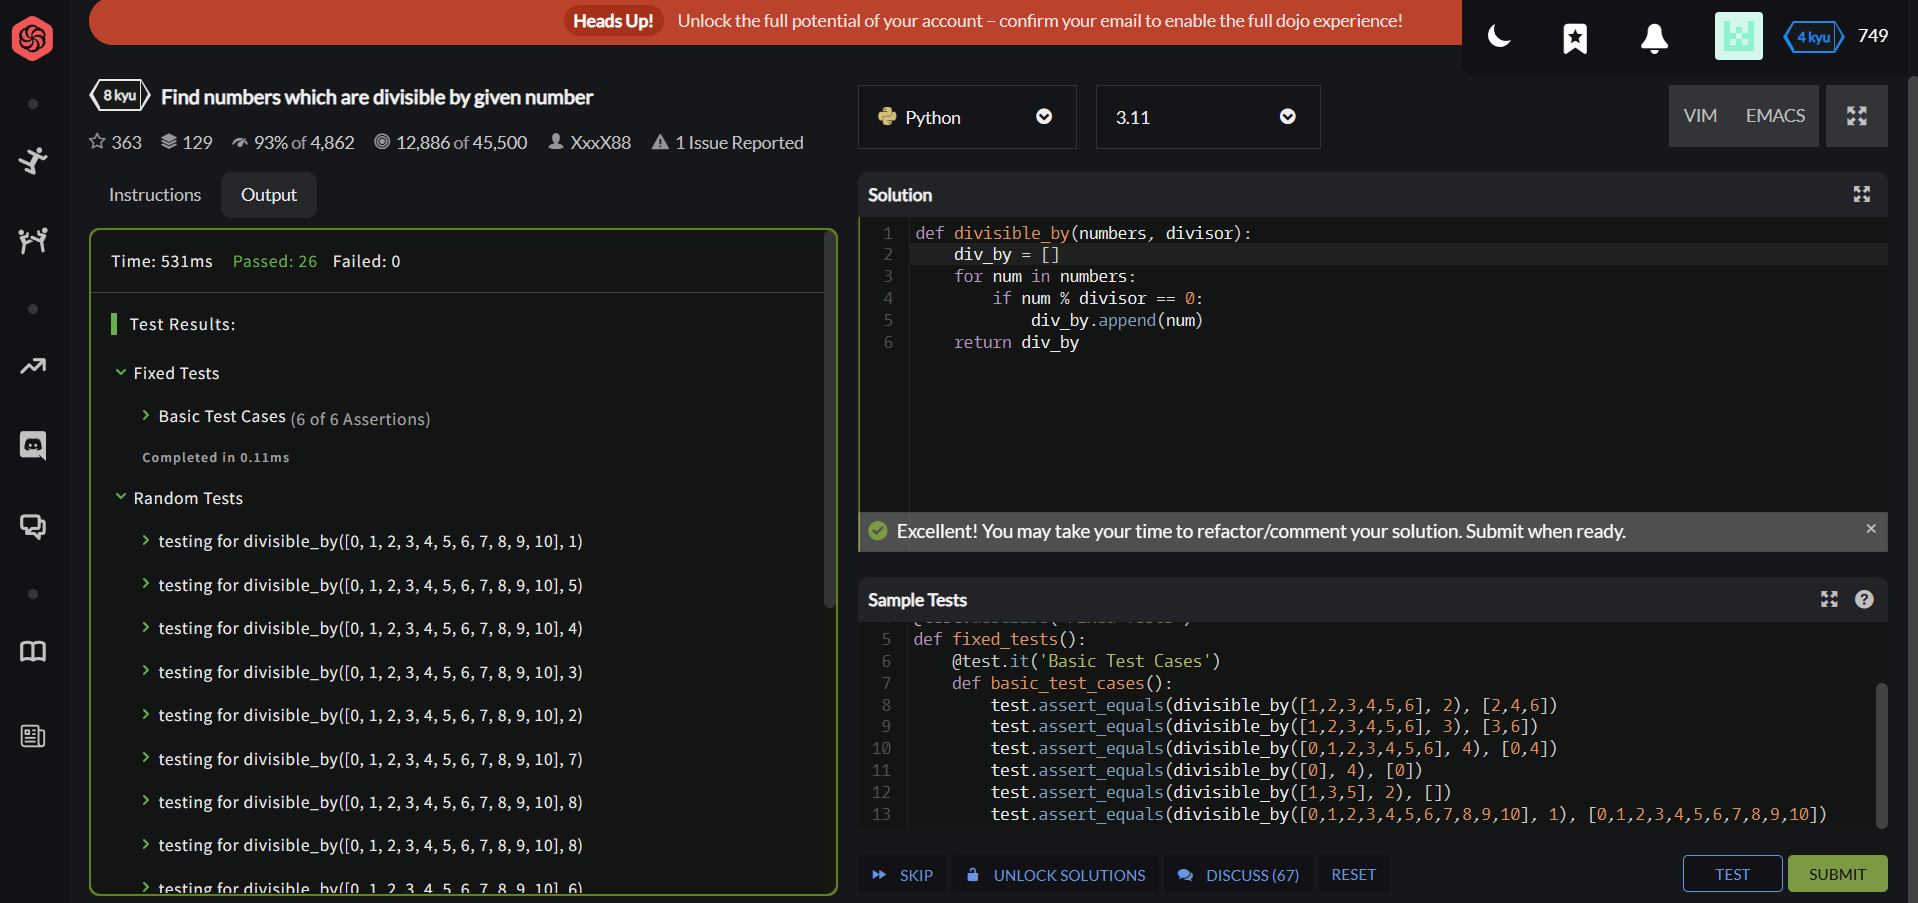 Heads Up! Unlock the full potential of your account – confirm your email to enable the full dojo experience!
4 kyu 749
8 kyu Find numbers which are divisible by given number
363 129 93% of 4,862 12,886 of 45,500 XxxX88 1 Issue Reported
Instructions Output
Time: 531ms Passed: 26 Failed: 0
Test Results:
Fixed Tests
Basic Test Cases (6 of 6 Assertions)
Completed in 0.11ms
Random Tests
testing for divisible_by([0, 1, 2, 3, 4, 5, 6, 7, 8, 9, 10], 1)
testing for divisible_by([0, 1, 2, 3, 4, 5, 6, 7, 8, 9, 10], 5)
testing for divisible_by([0, 1, 2, 3, 4, 5, 6, 7, 8, 9, 10], 4)
testing for divisible_by([0, 1, 2, 3, 4, 5, 6, 7, 8, 9, 10], 3)
testing for divisible_by([0, 1, 2, 3, 4, 5, 6, 7, 8, 9, 10], 2)
testing for divisible_by([0, 1, 2, 3, 4, 5, 6, 7, 8, 9, 10], 7)
testing for divisible_by([0, 1, 2, 3, 4, 5, 6, 7, 8, 9, 10], 8)
testing for divisible_by([0, 1, 2, 3, 4, 5, 6, 7, 8, 9, 10], 8)
testing for divisible_by([0, 1, 2, 3, 4, 5, 6, 7, 8, 9, 10], 6)
Python 3.11 VIM EMACS
Solution
1 def divisible_by(numbers, divisor):
2     div_by = []
3     for num in numbers:
4         if num % divisor == 0:
5             div_by.append(num)
6     return div_by
Excellent! You may take your time to refactor/comment your solution. Submit when ready.
Sample Tests
5 def fixed_tests():
6     @test.it('Basic Test Cases')
7     def basic_test_cases():
8         test.assert_equals(divisible_by([1,2,3,4,5,6], 2), [2,4,6])
9         test.assert_equals(divisible_by([1,2,3,4,5,6], 3), [3,6])
10         test.assert_equals(divisible_by([0,1,2,3,4,5,6], 4), [0,4])
11         test.assert_equals(divisible_by([0], 4), [0])
12         test.assert_equals(divisible_by([1,3,5], 2), [])
13         test.assert_equals(divisible_by([0,1,2,3,4,5,6,7,8,9,10], 1), [0,1,2,3,4,5,6,7,8,9,10])
SKIP UNLOCK SOLUTIONS DISCUSS (67) RESET TEST SUBMIT